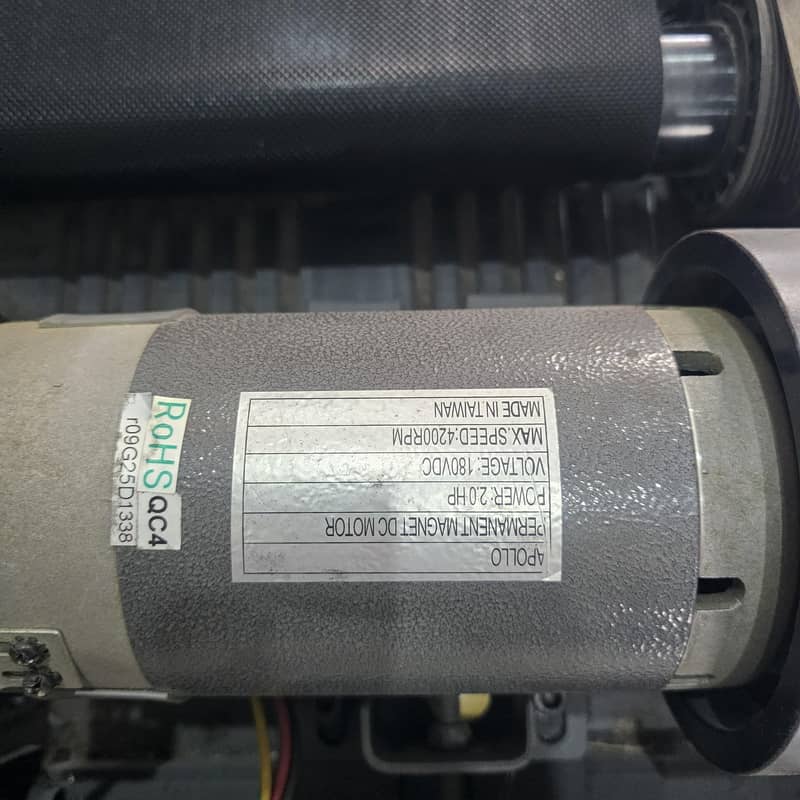 APOLLO
PERMANENT MAGNET DC MOTOR
POWER: 2.0 HP
VOLTAGE: 180VDC
MAX.SPEED:4200RPM
MADE IN TAIWAN
RoHS
QC4
r09G25D1338